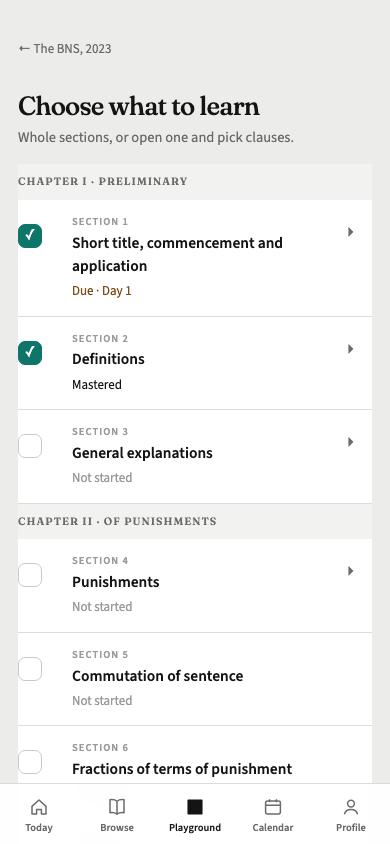 ← The BNS, 2023
Choose what to learn
Whole sections, or open one and pick clauses.
CHAPTER I · PRELIMINARY
SECTION 1
Short title, commencement and
application
Due · Day 1
SECTION 2
Definitions
Mastered
SECTION 3
General explanations
Not started
CHAPTER II · OF PUNISHMENTS
SECTION 4
Punishments
Not started
SECTION 5
Commutation of sentence
Not started
SECTION 6
Fractions of terms of punishment
Today Browse Playground Calendar Profile